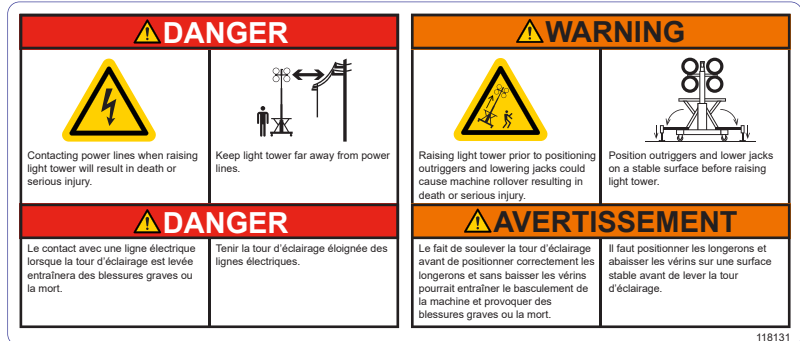 DANGER
Contacting power lines when raising
light tower will result in death or
serious injury.
Keep light tower far away from power
lines.
DANGER
Le contact avec une ligne électrique
lorsque la tour d'éclairage est levée
entraînera des blessures graves ou
la mort.
Tenir la tour d'éclairage éloignée des
lignes électriques.
WARNING
Raising light tower prior to positioning
outriggers and lowering jacks could
cause machine rollover resulting in
death or serious injury.
Position outriggers and lower jacks
on a stable surface before raising
light tower.
AVERTISSEMENT
Le fait de soulever la tour d'éclairage
avant de positionner correctement les
longerons et sans baisser les vérins
pourrait entraîner le basculement de
la machine et provoquer des
blessures graves ou la mort.
Il faut positionner les longerons et
abaisser les vérins sur une surface
stable avant de lever la tour
d'éclairage.
118131